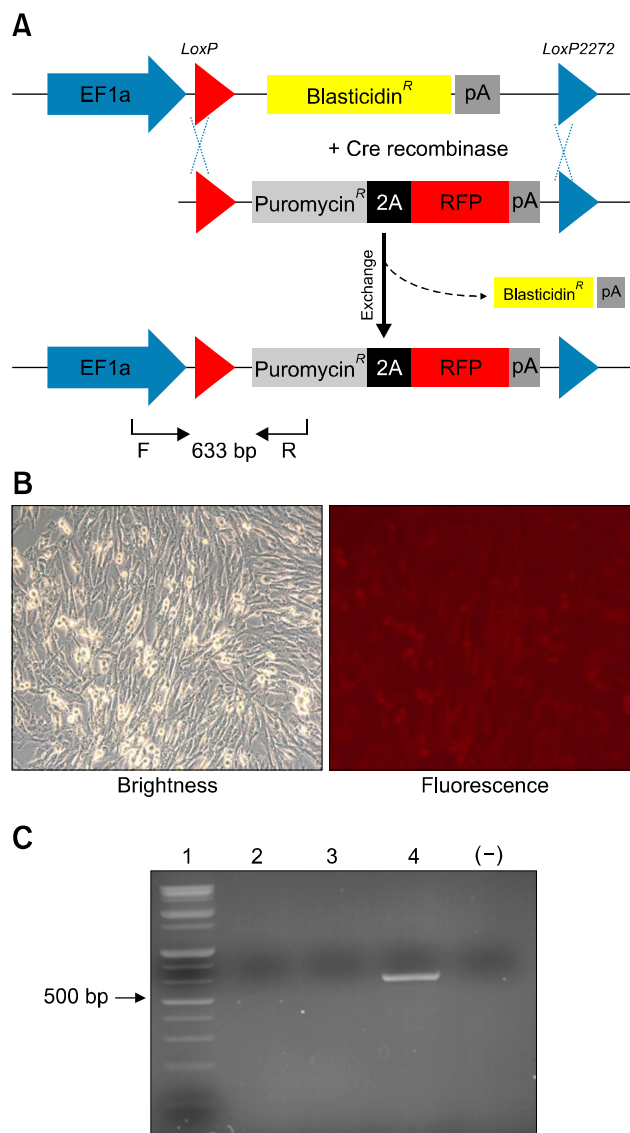 A
LoxP LoxP2272
EF1a Blasticidin^R pA
+ Cre recombinase
Puromycin^R 2A RFP pA
Exchange
Blasticidin^R pA
EF1a Puromycin^R 2A RFP pA
F 633 bp R
B
Brightness Fluorescence
C
1 2 3 4 (−)
500 bp